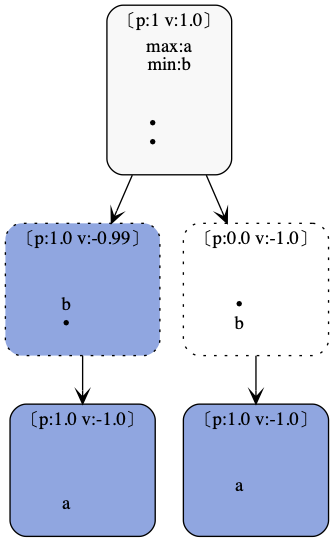 〔p:1 v:1.0〕
max:a
min:b
•
•
〔p:1.0 v:-0.99〕
b
•
〔p:0.0 v:-1.0〕
•
b
〔p:1.0 v:-1.0〕
a
〔p:1.0 v:-1.0〕
a